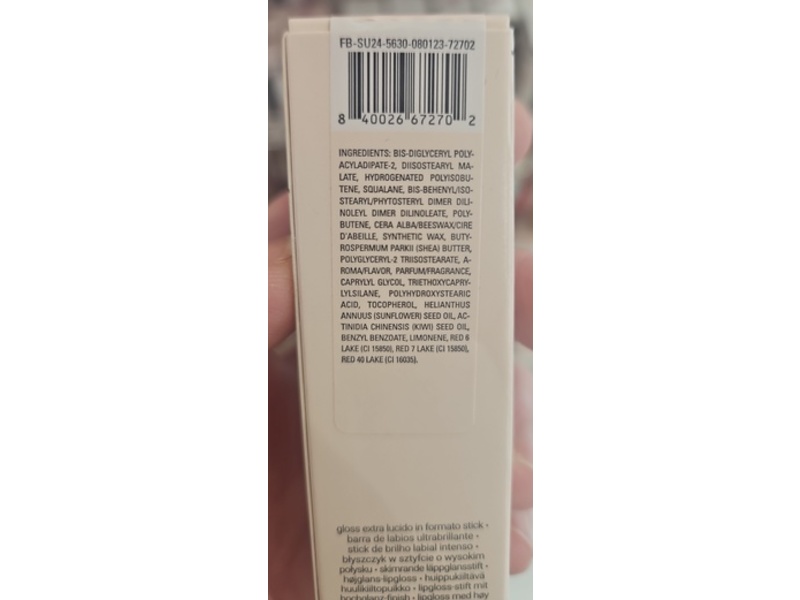 FB-SU24-5630-080123-72702
8 40026 67270 2
INGREDIENTS: BIS-DIGLYCERYL POLY-
ACYLADIPATE-2, DIISOSTEARYL MA-
LATE, HYDROGENATED POLYISOBU-
TENE, SQUALANE, BIS-BEHENYL/ISO-
STEARYL/PHYTOSTERYL DIMER DILI-
NOLEYL DIMER DILINOLEATE, POLY-
BUTENE, CERA ALBA/BEESWAX/CIRE
D'ABEILLE, SYNTHETIC WAX, BUTY-
ROSPERMUM PARKII (SHEA) BUTTER,
POLYGLYCERYL-2 TRIISOSTEARATE, A-
ROMA/FLAVOR, PARFUM/FRAGRANCE,
CAPRYLYL GLYCOL, TRIETHOXYCAPRY-
LYLSILANE, POLYHYDROXYSTEARIC
ACID, TOCOPHEROL, HELIANTHUS
ANNUUS (SUNFLOWER) SEED OIL, AC-
TINIDIA CHINENSIS (KIWI) SEED OIL,
BENZYL BENZOATE, LIMONENE, RED 6
LAKE (CI 15850), RED 7 LAKE (CI 15850),
RED 40 LAKE (CI 16035).
gloss extra lucido in formato stick •
barra de labios ultrabrillante •
stick de brilho labial intenso •
błyszczyk w sztyfcie o wysokim
połysku • skimrande läppglansstift •
højglans-lipgloss • huippukiiltävä
huulikiiltopuikko • lipgloss-stift mit
hochglanz-finish • lipgloss med høy